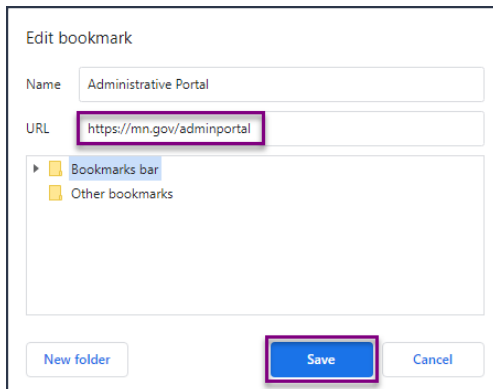 Edit bookmark
Name Administrative Portal
URL https://mn.gov/adminportal
Bookmarks bar
Other bookmarks
New folder Save Cancel